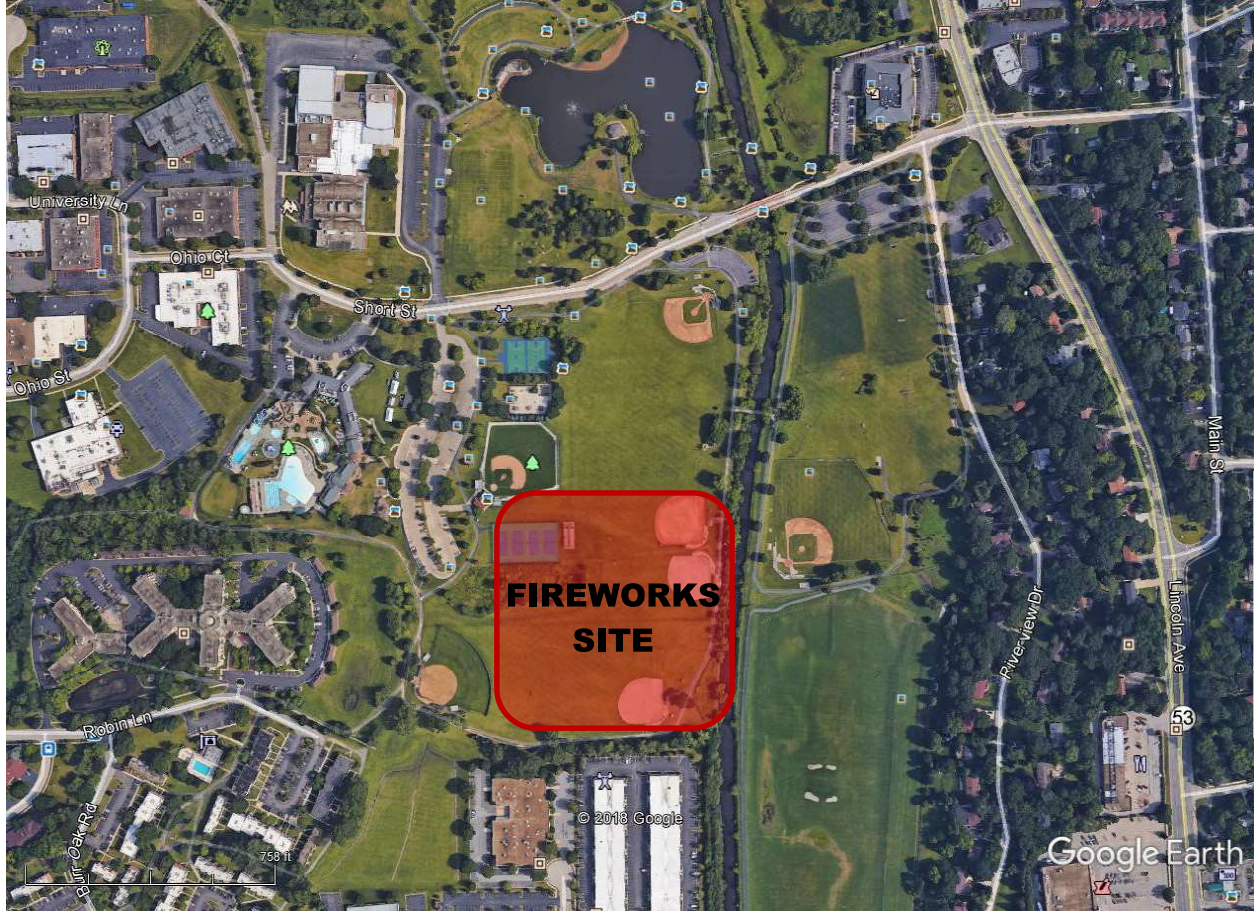 University Ln
Ohio Ct
Short St
Ohio St
Main St
FIREWORKS
SITE
Riverview Dr
Lincoln Ave
53
Robin Ln
Burr Oak Rd
© 2018 Google
758 ft
Google Earth